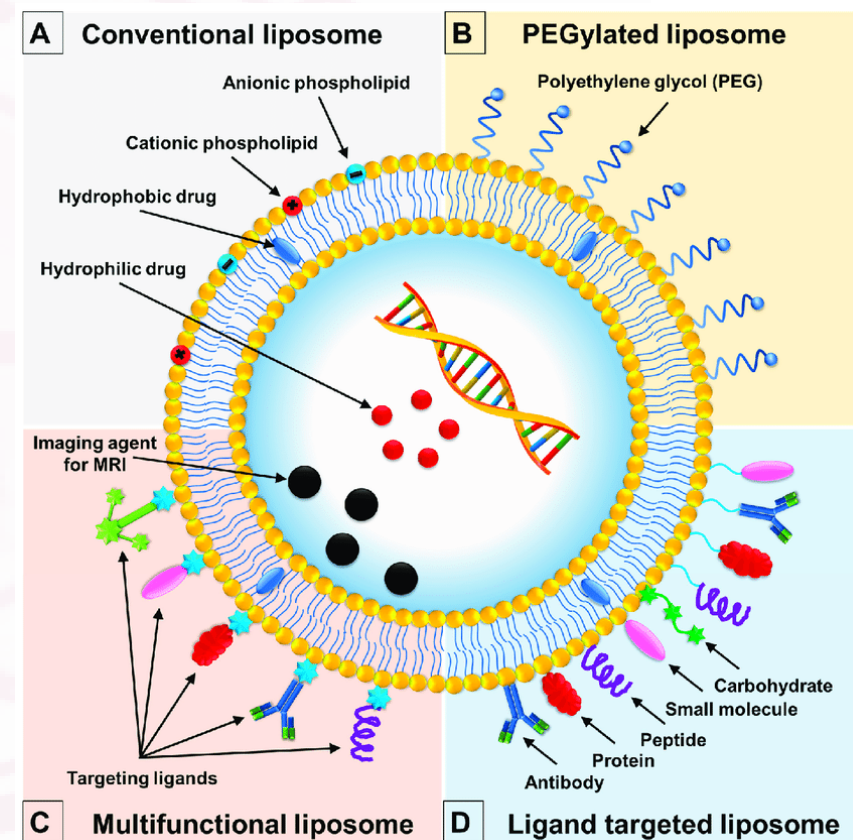 A Conventional liposome
B PEGylated liposome
Anionic phospholipid
Polyethylene glycol (PEG)
Cationic phospholipid
Hydrophobic drug
Hydrophilic drug
Imaging agent
for MRI
Carbohydrate
Small molecule
Peptide
Protein
Targeting ligands
Antibody
C Multifunctional liposome
D Ligand targeted liposome